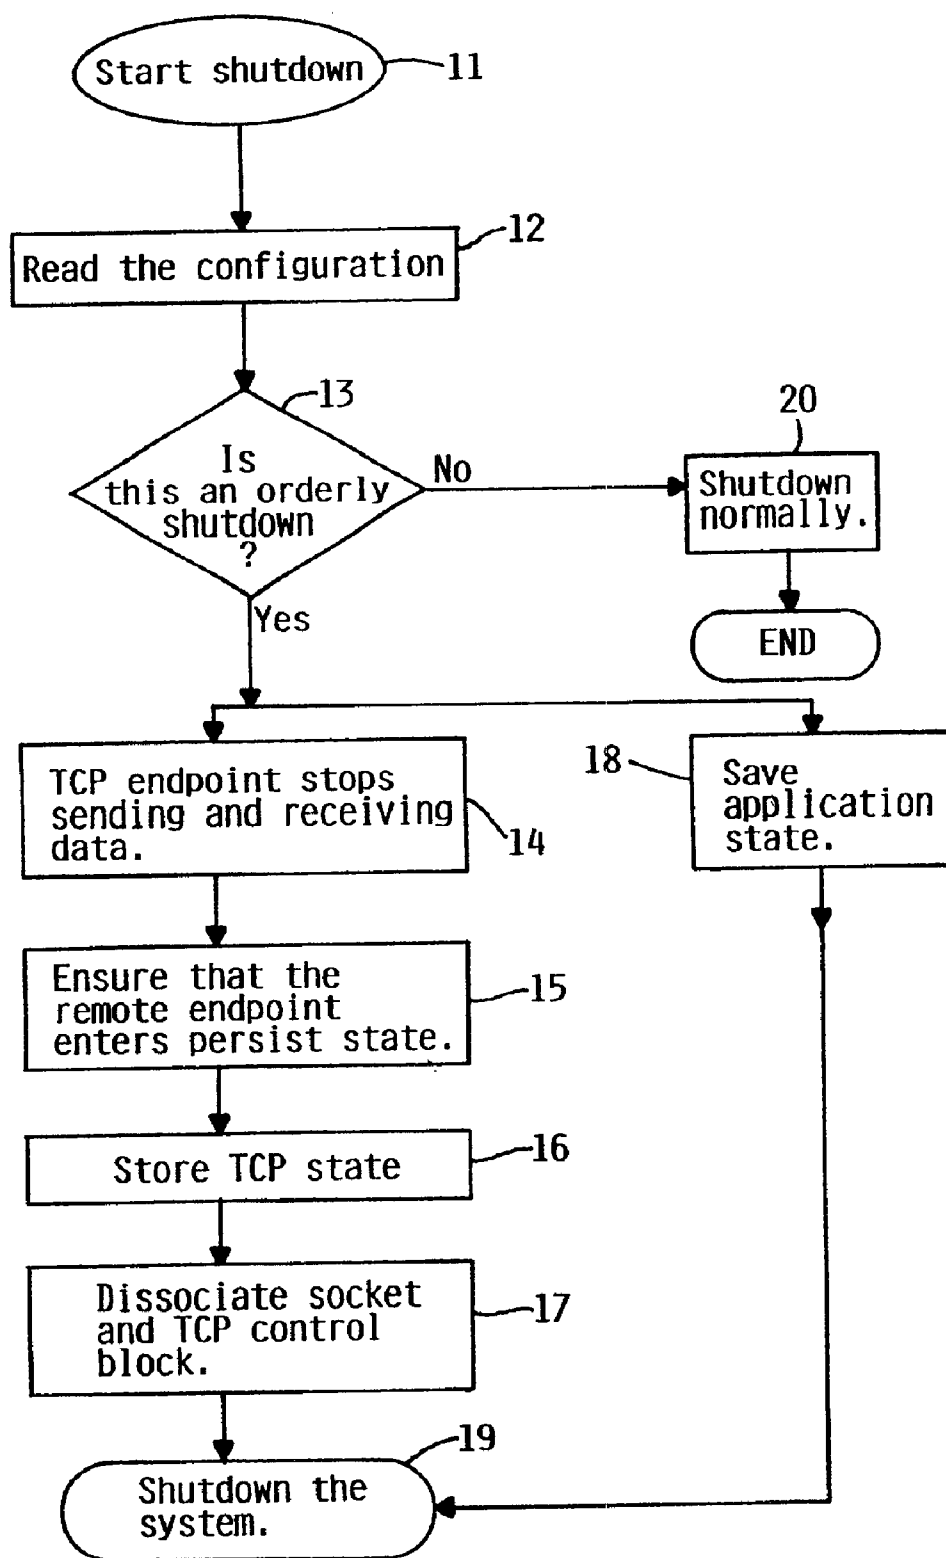 Start shutdown
11
12
Read the configuration
13
Is
this an orderly
shutdown
?
No
Yes
20
Shutdown
normally.
END
TCP endpoint stops
sending and receiving
data.
14
18
Save
application
state.
Ensure that the
remote endpoint
enters persist state.
15
Store TCP state
16
Dissociate socket
and TCP control
block.
17
19
Shutdown the
system.